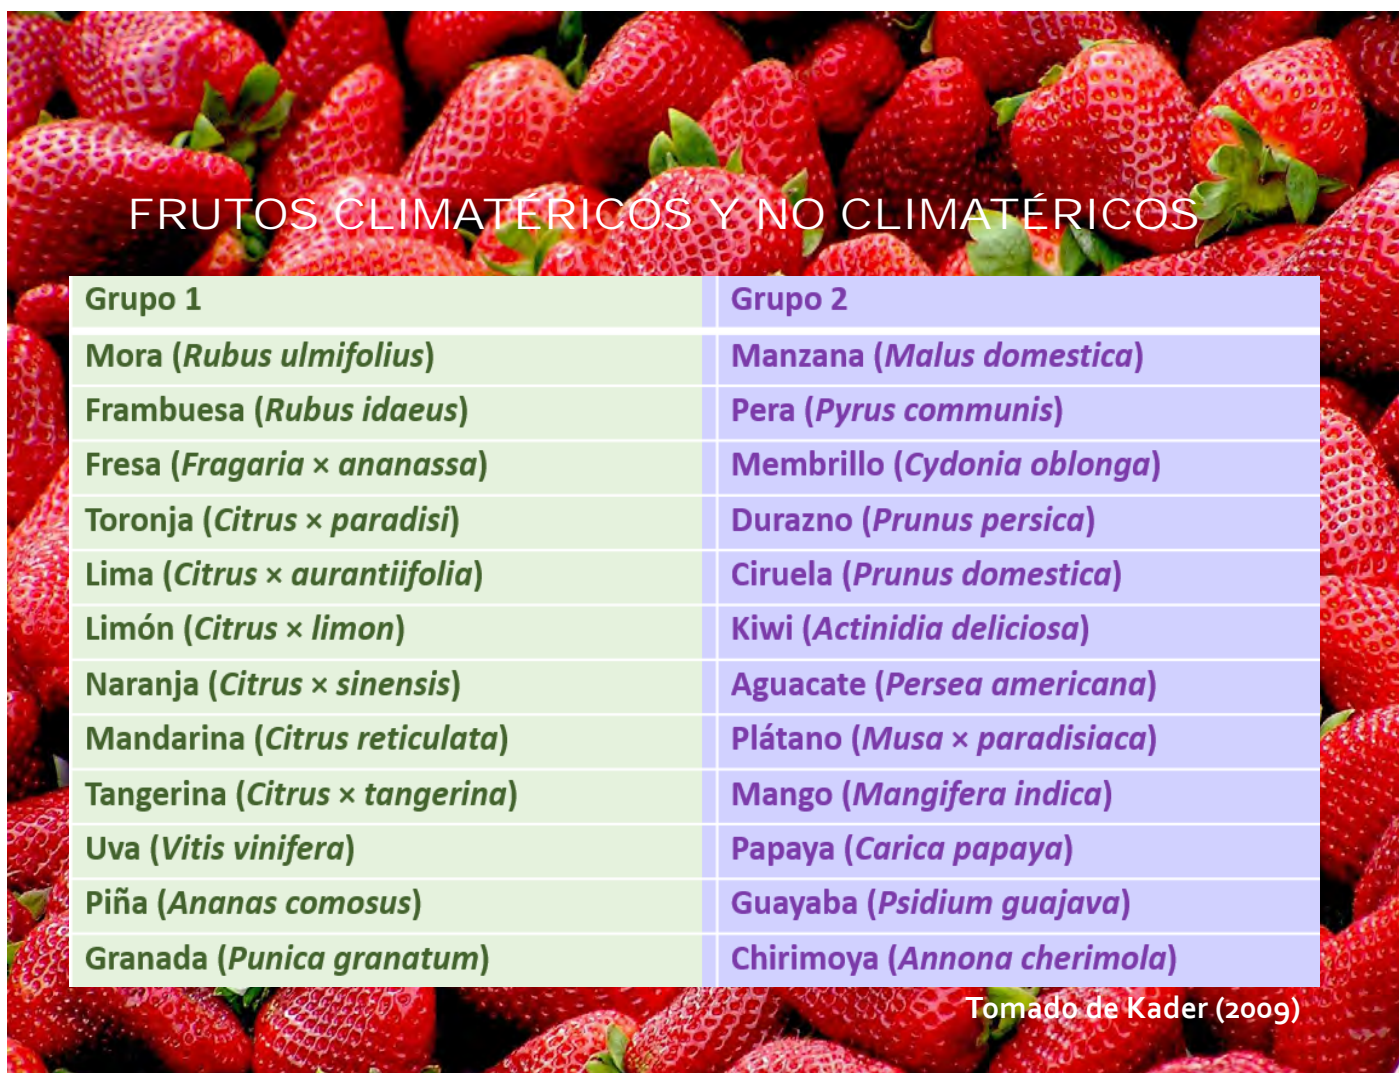 FRUTOS CLIMATÉRICOS Y NO CLIMATÉRICOS
Grupo 1 Grupo 2
Mora (Rubus ulmifolius) Manzana (Malus domestica)
Frambuesa (Rubus idaeus) Pera (Pyrus communis)
Fresa (Fragaria × ananassa) Membrillo (Cydonia oblonga)
Toronja (Citrus × paradisi) Durazno (Prunus persica)
Lima (Citrus × aurantiifolia) Ciruela (Prunus domestica)
Limón (Citrus × limon) Kiwi (Actinidia deliciosa)
Naranja (Citrus × sinensis) Aguacate (Persea americana)
Mandarina (Citrus reticulata) Plátano (Musa × paradisiaca)
Tangerina (Citrus × tangerina) Mango (Mangifera indica)
Uva (Vitis vinifera) Papaya (Carica papaya)
Piña (Ananas comosus) Guayaba (Psidium guajava)
Granada (Punica granatum) Chirimoya (Annona cherimola)
Tomado de Kader (2009)